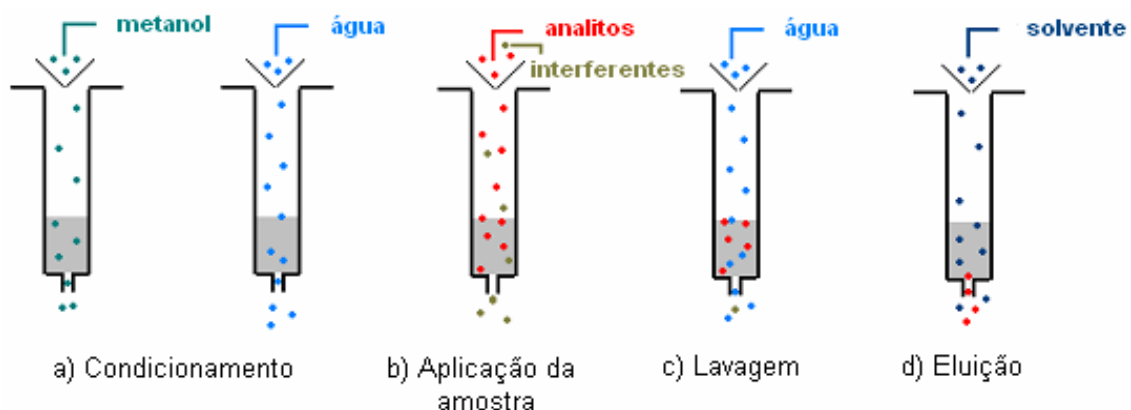 metanol
água
analitos
interferentes
água
solvente
a) Condicionamento
b) Aplicação da
amostra
c) Lavagem
d) Eluição